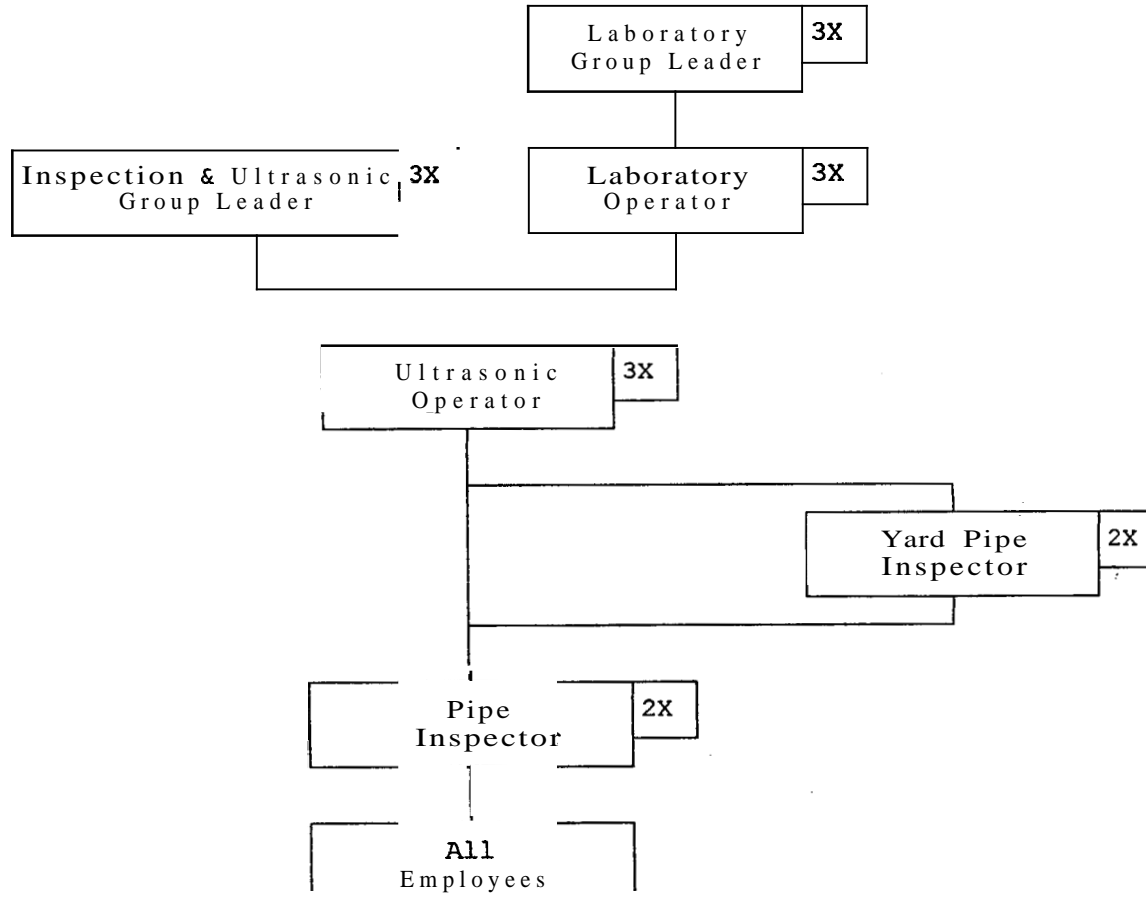 Laboratory
Group Leader
3X
Inspection & Ultrasonic
Group Leader
3X
Laboratory
Operator
3X
Ultrasonic
Operator
3X
Yard Pipe
Inspector
2X
Pipe
Inspector
2X
All
Employees